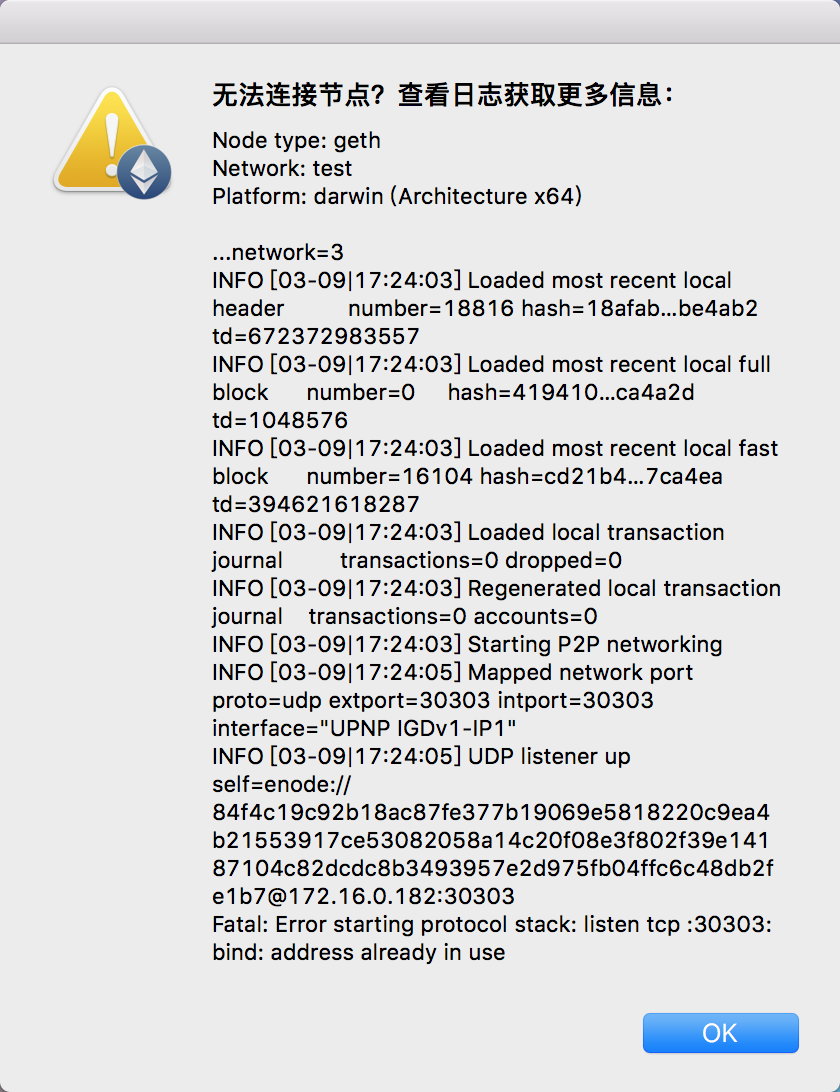 无法连接节点？查看日志获取更多信息：
Node type: geth
Network: test
Platform: darwin (Architecture x64)
...network=3
INFO [03-09|17:24:03] Loaded most recent local
header number=18816 hash=18afab…be4ab2
td=672372983557
INFO [03-09|17:24:03] Loaded most recent local full
block number=0 hash=419410…ca4a2d
td=1048576
INFO [03-09|17:24:03] Loaded most recent local fast
block number=16104 hash=cd21b4…7ca4ea
td=394621618287
INFO [03-09|17:24:03] Loaded local transaction
journal transactions=0 dropped=0
INFO [03-09|17:24:03] Regenerated local transaction
journal transactions=0 accounts=0
INFO [03-09|17:24:03] Starting P2P networking
INFO [03-09|17:24:05] Mapped network port
proto=udp extport=30303 intport=30303
interface="UPNP IGDv1-IP1"
INFO [03-09|17:24:05] UDP listener up
self=enode://
84f4c19c92b18ac87fe377b19069e5818220c9ea4
b21553917ce53082058a14c20f08e3f802f39e141
87104c82dcdc8b3493957e2d975fb04ffc6c48db2f
e1b7@172.16.0.182:30303
Fatal: Error starting protocol stack: listen tcp :30303:
bind: address already in use
OK